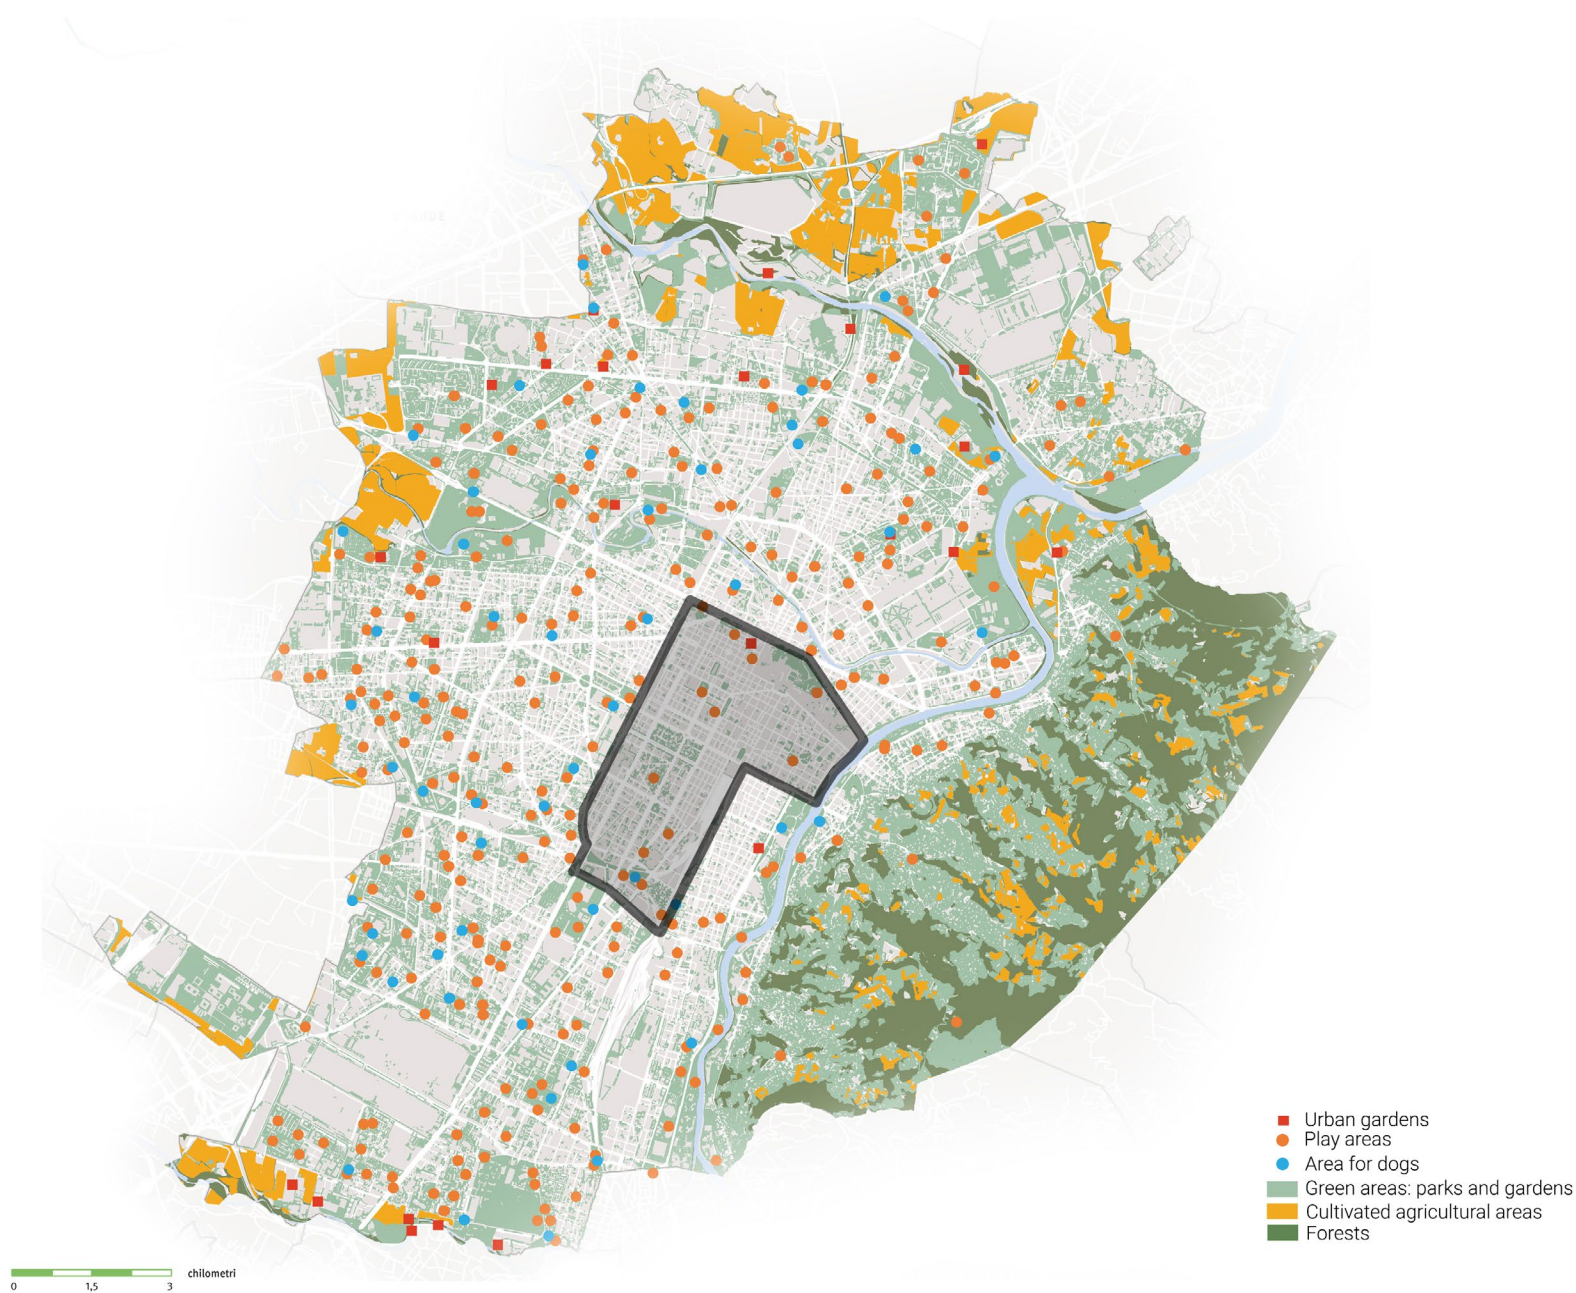 Urban gardens
Play areas
Area for dogs
Green areas: parks and gardens
Cultivated agricultural areas
Forests
chilometri
0 1,5 3